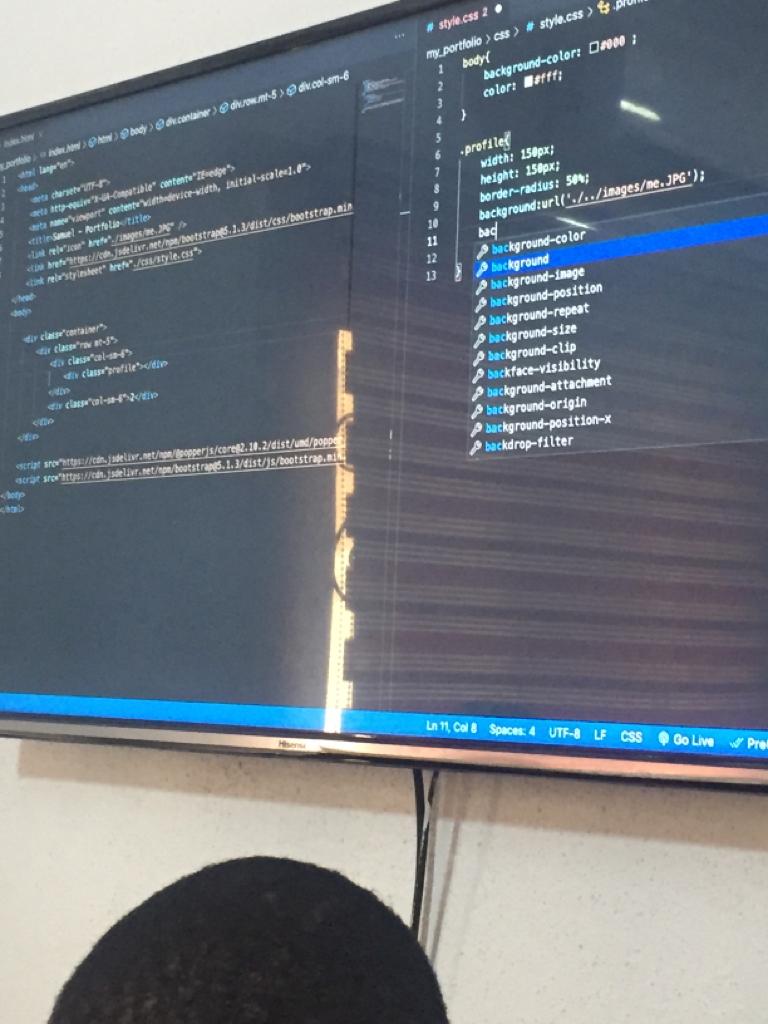 index.html
my_portfolio > index.html > html > body > div.container > div.row.mt-5 > div.col-sm-6
<html lang="en">
<head>
<meta charset="UTF-8">
<meta http-equiv="X-UA-Compatible" content="IE=edge">
<meta name="viewport" content="width=device-width, initial-scale=1.0">
<title>Samuel - Portfolio</title>
<link rel="icon" href="./images/me.JPG" />
<link href="https://cdn.jsdelivr.net/npm/bootstrap@5.1.3/dist/css/bootstrap.min
<link rel="stylesheet" href="./css/style.css">
</head>
<body>
<div class="container">
<div class="row mt-5">
<div class="col-sm-6">
<div class="profile"></div>
</div>
<div class="col-sm-6">2</div>
</div>
</div>
<script src="https://cdn.jsdelivr.net/npm/@popperjs/core@2.10.2/dist/umd/poppe
<script src="https://cdn.jsdelivr.net/npm/bootstrap@5.1.3/dist/js/bootstrap.min
</body>
</html>
# style.css 2
my_portfolio > css > # style.css >
1 body{
2 background-color: #000 ;
3 color: #fff;
4 }
5
6 .profile{
7 width: 150px;
8 height: 150px;
9 border-radius: 50%;
10 background:url('./../images/me.JPG');
11 bac
12
13 }
background-color
background
background-image
background-position
background-repeat
background-size
background-clip
backface-visibility
background-attachment
background-origin
background-position-x
backdrop-filter
Ln 11, Col 8 Spaces: 4 UTF-8 LF CSS Go Live
Hisense